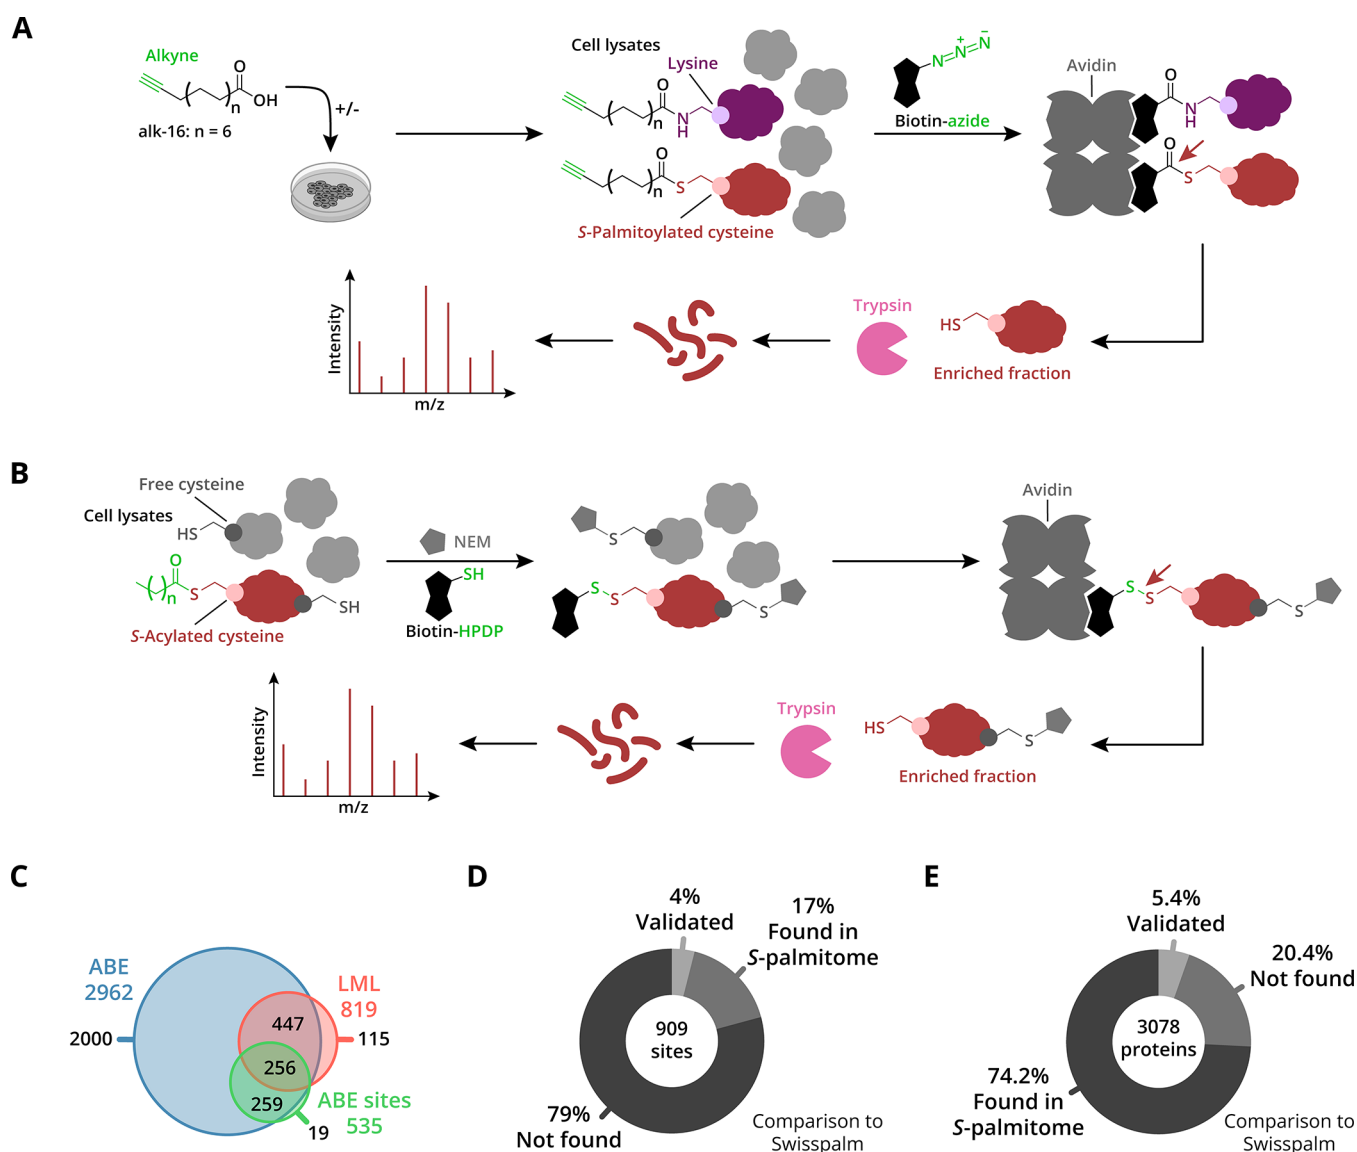 A
Alkyne
O
OH
n
alk-16: n = 6
+/-
Cell lysates
Lysine
O
N
H
n
O
S
n
S-Palmitoylated cysteine
N=N=N
+
−
Biotin-azide
Avidin
O
N
H
O
S
Intensity
m/z
Trypsin
HS
Enriched fraction
B
Free cysteine
Cell lysates
HS
O
S
n
SH
S-Acylated cysteine
NEM
SH
Biotin-HPDP
S
S
S
S
Avidin
S
S
S
Intensity
m/z
Trypsin
HS
S
Enriched fraction
C
ABE
2962
2000
LML
819
447
115
256
259
ABE sites
535
19
D
4%
Validated
17%
Found in
S-palmitome
909
sites
79%
Not found
Comparison to
Swisspalm
E
5.4%
Validated
20.4%
Not found
3078
proteins
74.2%
Found in
S-palmitome
Comparison to
Swisspalm